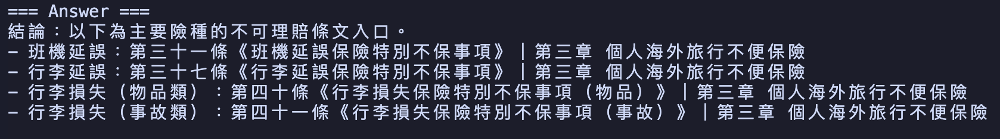 === Answer ===
結論：以下為主要險種的不可理賠條文入口。
- 班機延誤：第三十一條《班機延誤保險特別不保事項》｜第三章 個人海外旅行不便保險
- 行李延誤：第三十七條《行李延誤保險特別不保事項》｜第三章 個人海外旅行不便保險
- 行李損失（物品類）：第四十條《行李損失保險特別不保事項（物品）》｜第三章 個人海外旅行不便保險
- 行李損失（事故類）：第四十一條《行李損失保險特別不保事項（事故）》｜第三章 個人海外旅行不便保險